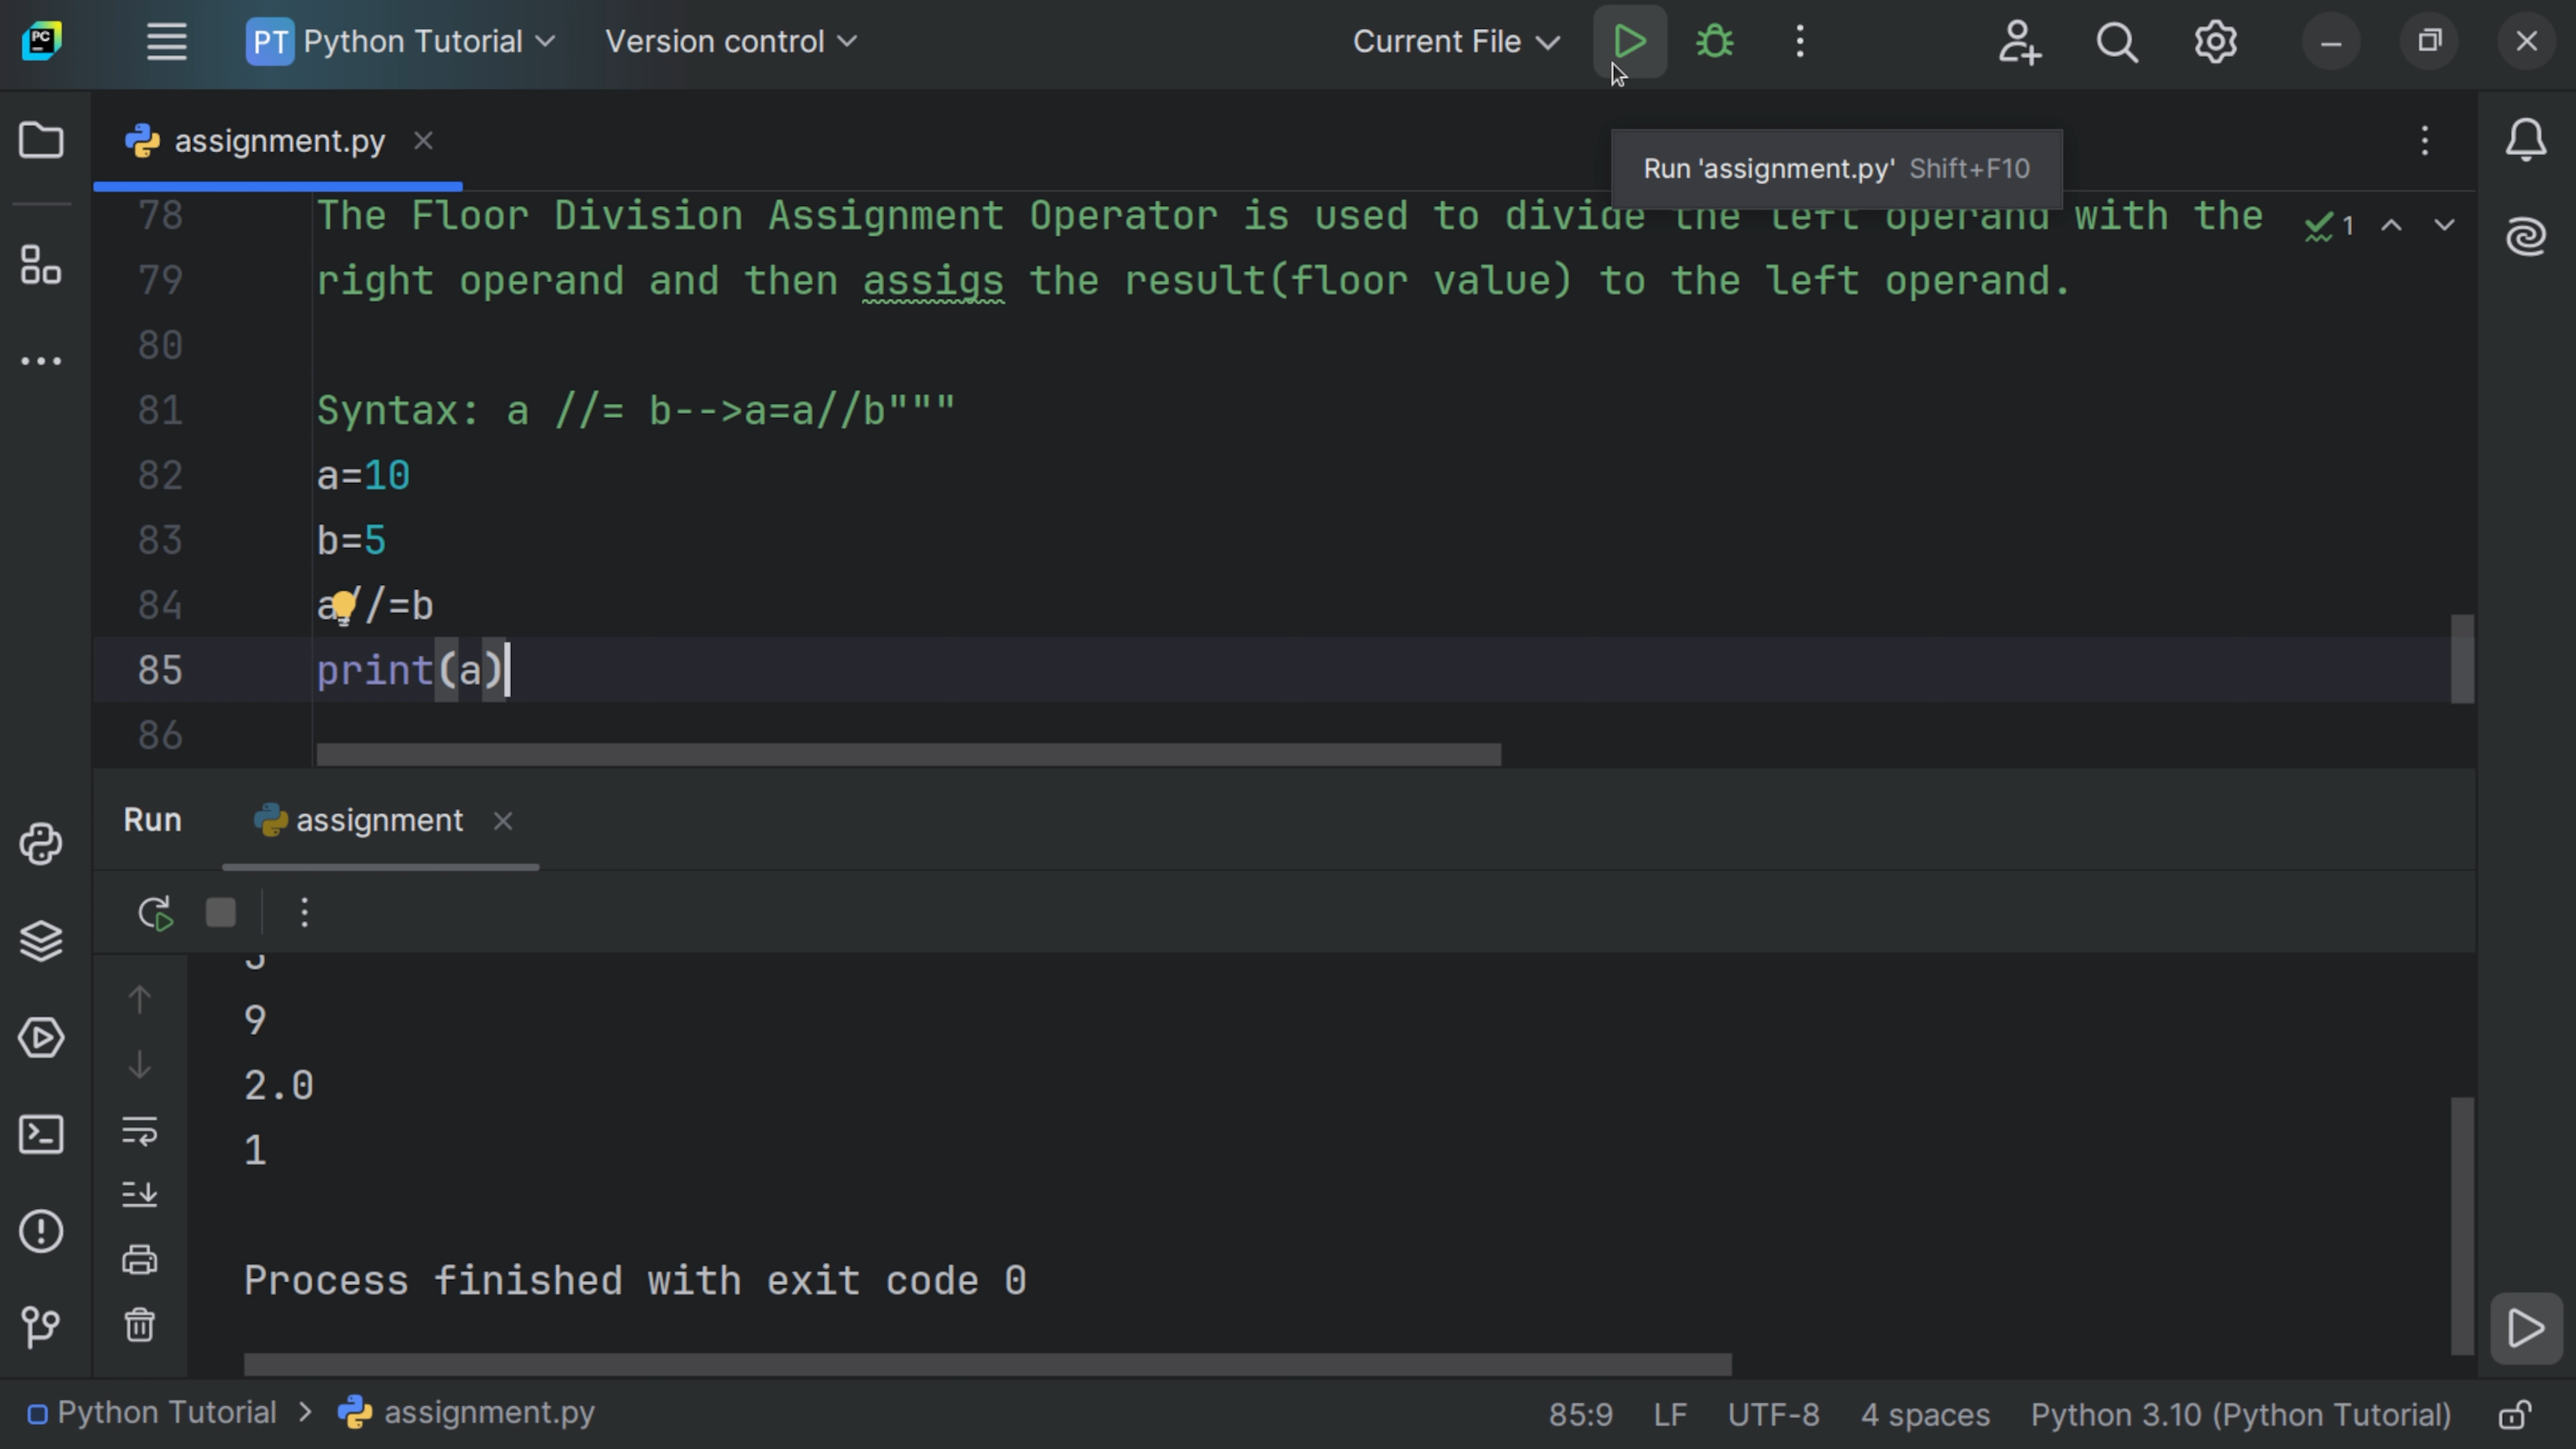 PC
PT Python Tutorial
Version control
Current File
assignment.py
Run 'assignment.py' Shift+F10
78 The Floor Division Assignment Operator is used to divide the left operand with the
1
79 right operand and then assigs the result(floor value) to the left operand.
80
81 Syntax: a //= b-->a=a//b"""
82 a=10
83 b=5
84 a//=b
85 print(a)
86
Run
assignment
9
2.0
1
Process finished with exit code 0
Python Tutorial > assignment.py
85:9 LF UTF-8 4 spaces Python 3.10 (Python Tutorial)